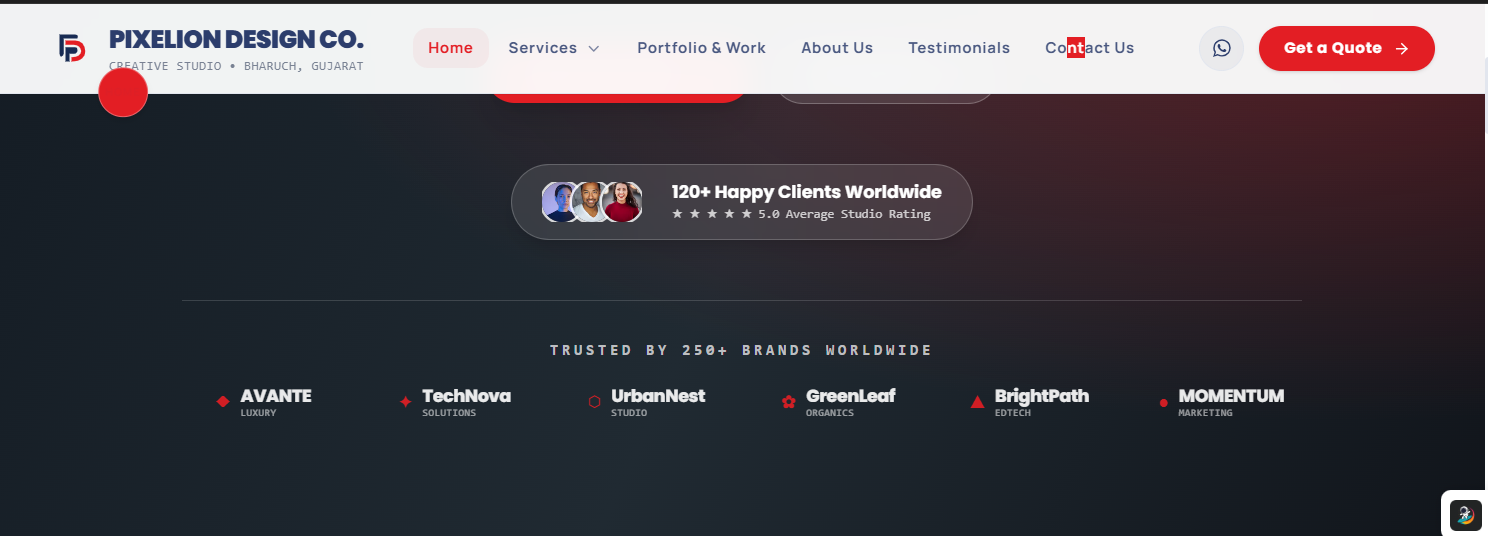 PIXELION DESIGN CO.
CREATIVE STUDIO • BHARUCH, GUJARAT
Home
Services
Portfolio & Work
About Us
Testimonials
Contact Us
Get a Quote →
120+ Happy Clients Worldwide
★ ★ ★ ★ ★ 5.0 Average Studio Rating
TRUSTED BY 250+ BRANDS WORLDWIDE
AVANTE
LUXURY
TechNova
SOLUTIONS
UrbanNest
STUDIO
GreenLeaf
ORGANICS
BrightPath
EDTECH
MOMENTUM
MARKETING